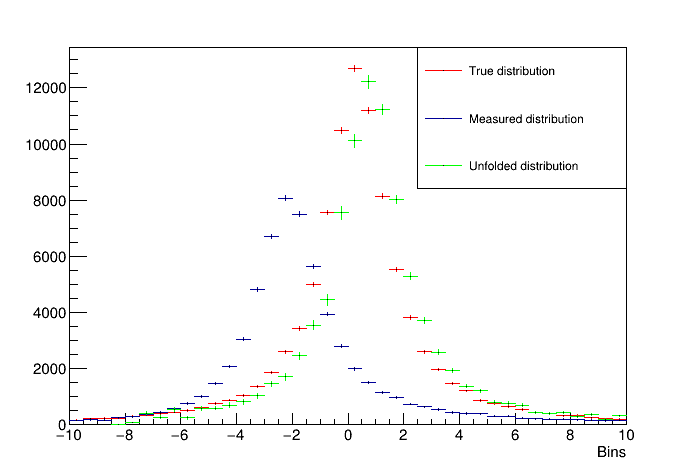 True distribution
12000
Measured distribution
10000
Unfolded distribution
8000
6000
4000
2000
0
−10 −8 −6 −4 −2 0 2 4 6 8 10
Bins